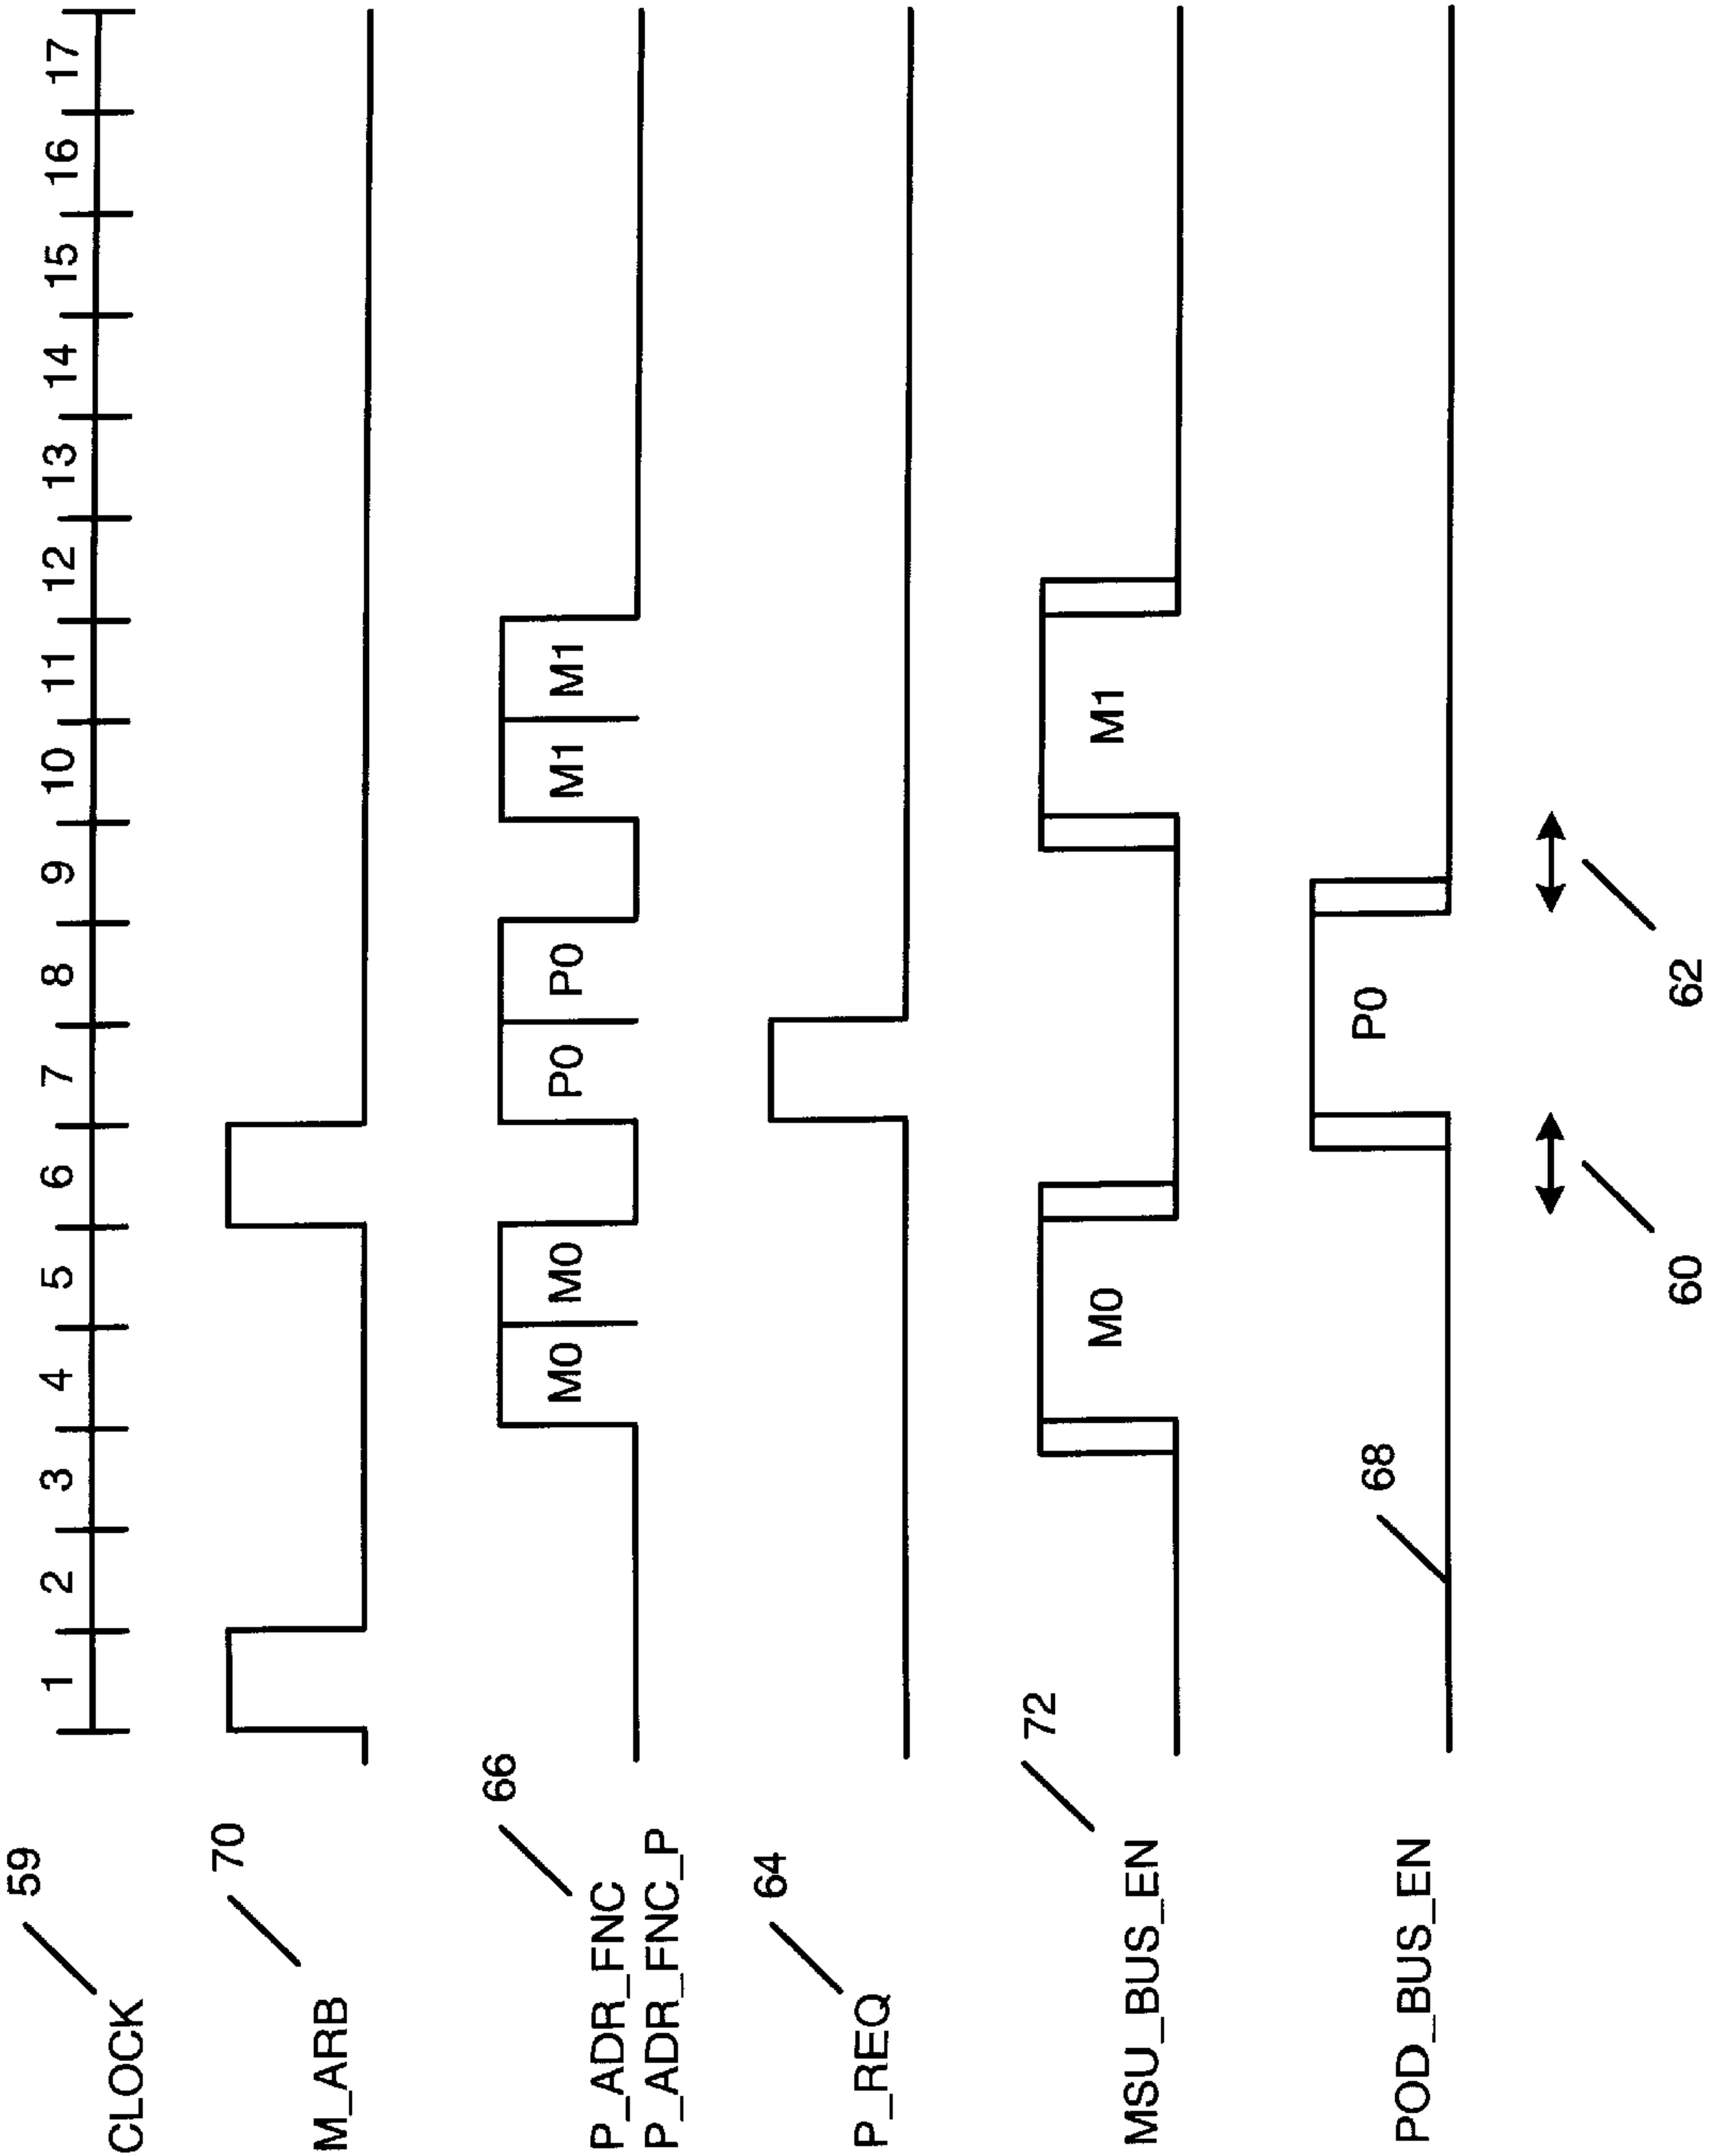 59
CLOCK
1 2 3 4 5 6 7 8 9 10 11 12 13 14 15 16 17
70
M_ARB
66
P_ADR_FNC
P_ADR_FNC_P
M0 M0 P0 P0 M1 M1
64
P_REQ
72
MSU_BUS_EN
M0 M1
68
POD_BUS_EN
P0
60 62